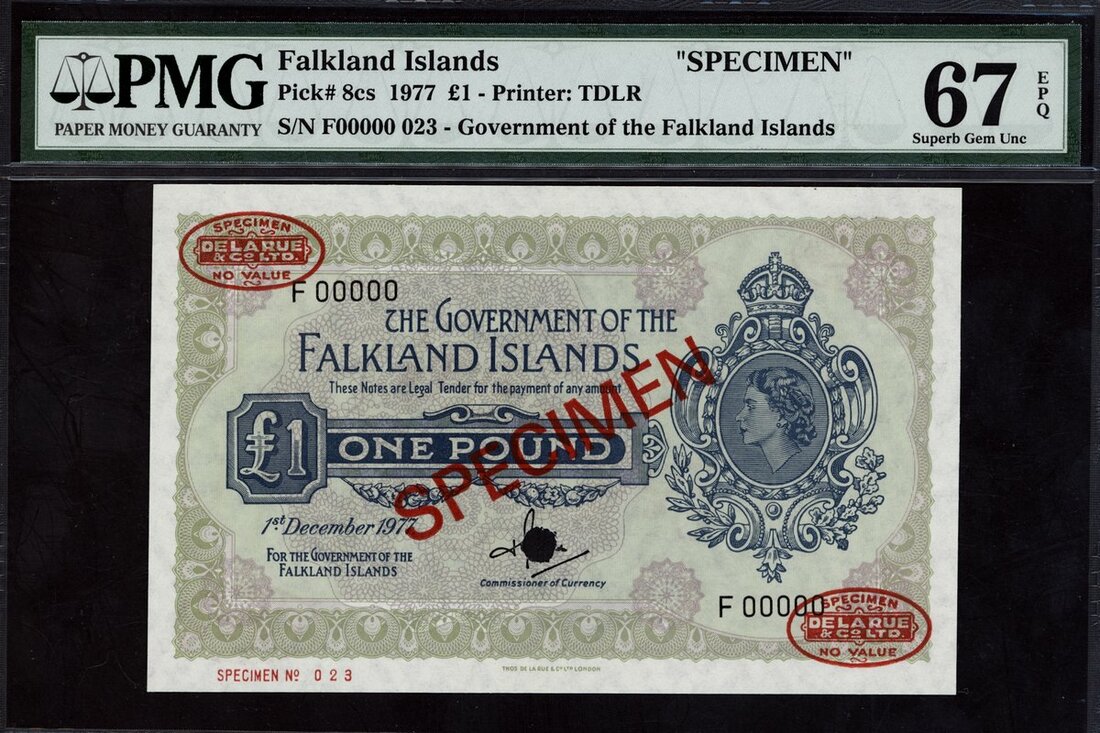 PMG
PAPER MONEY GUARANTY
Falkland Islands "SPECIMEN"
Pick# 8cs 1977 £1 - Printer: TDLR
S/N F00000 023 - Government of the Falkland Islands
67
EPQ
Superb Gem Unc
SPECIMEN
DE LA RUE
& Cº LTD.
NO VALUE
F 00000
THE GOVERNMENT OF THE
FALKLAND ISLANDS
These Notes are Legal Tender for the payment of any amount
£1 ONE POUND
SPECIMEN
1st December 1977
FOR THE GOVERNMENT OF THE
FALKLAND ISLANDS
Commissioner of Currency
F 00000
SPECIMEN
DE LA RUE
& Cº LTD.
NO VALUE
THOS DE LA RUE & Cº LTD LONDON
SPECIMEN Nº 023